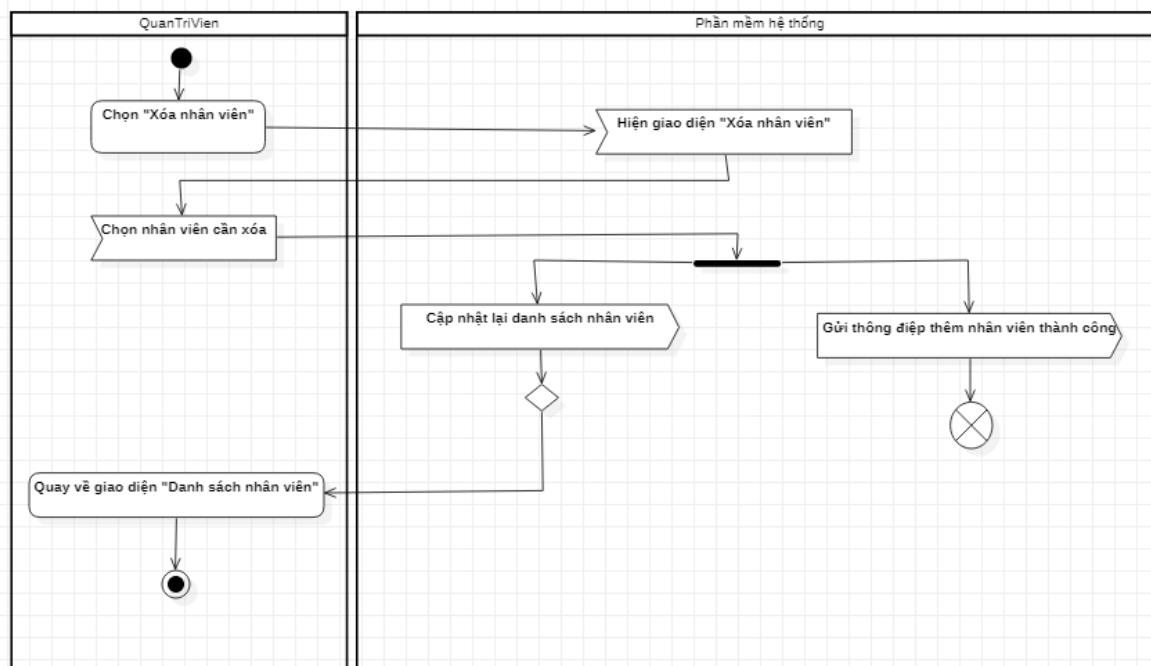 QuanTriVien
Phần mềm hệ thống
Chọn "Xóa nhân viên"
Hiện giao diện "Xóa nhân viên"
Chọn nhân viên cần xóa
Cập nhật lại danh sách nhân viên
Gửi thông điệp thêm nhân viên thành công
Quay về giao diện "Danh sách nhân viên"